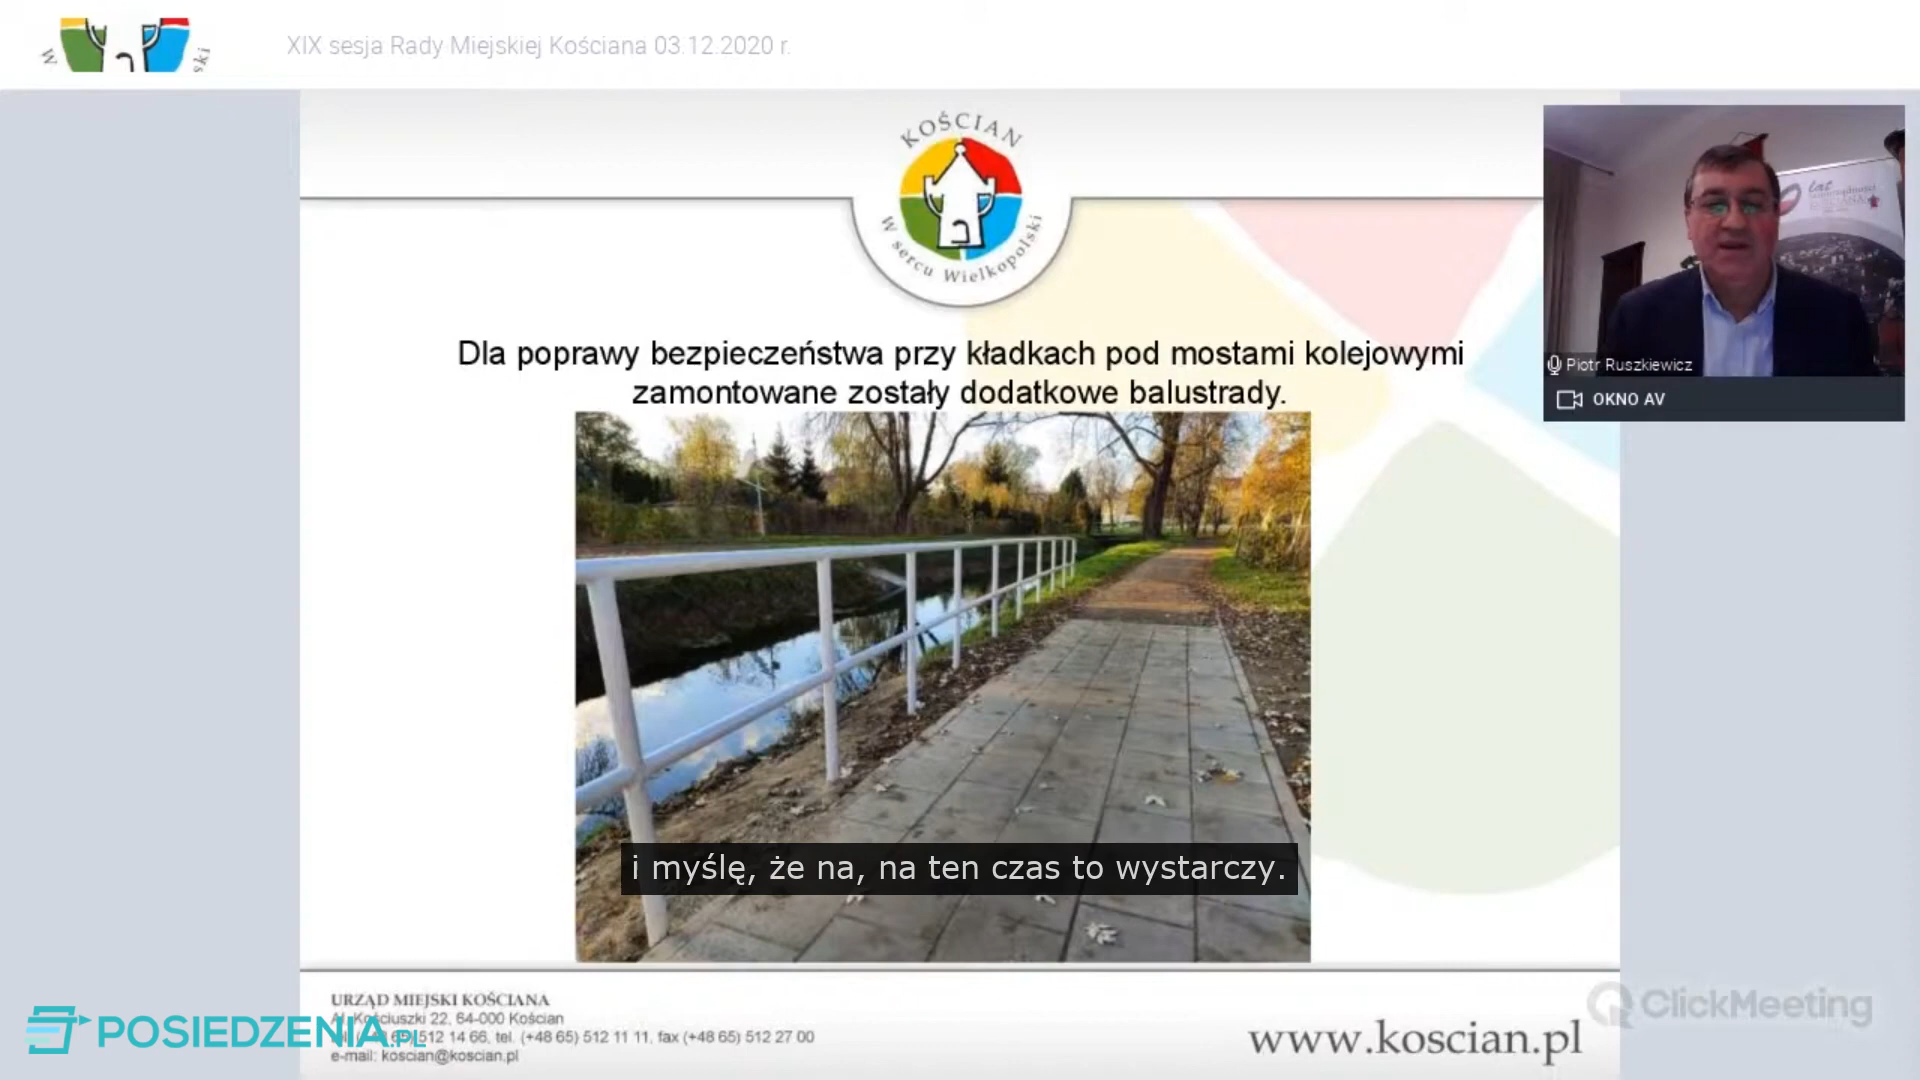 XIX sesja Rady Miejskiej Kościana 03.12.2020 r.
KOŚCIAN
W sercu Wielkopolski
Dla poprawy bezpieczeństwa przy kładkach pod mostami kolejowymi
zamontowane zostały dodatkowe balustrady.
lat
Piotr Ruszkiewicz
OKNO AV
i myślę, że na, na ten czas to wystarczy.
URZĄD MIEJSKI KOŚCIANA
Al. Kościuszki 22, 64-000 Kościan
512 14 66, tel. (+48 65) 512 11 11, fax (+48 65) 512 27 00
e-mail: koscian@koscian.pl
POSIEDZENIA.PL
www.koscian.pl
ClickMeeting